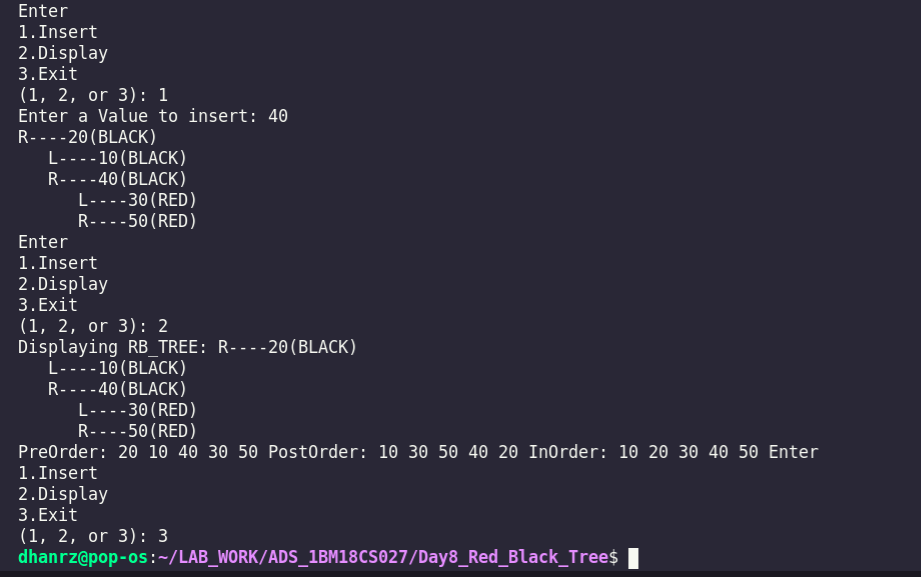 Enter
1.Insert
2.Display
3.Exit
(1, 2, or 3): 1
Enter a Value to insert: 40
R----20(BLACK)
   L----10(BLACK)
   R----40(BLACK)
      L----30(RED)
      R----50(RED)
Enter
1.Insert
2.Display
3.Exit
(1, 2, or 3): 2
Displaying RB_TREE: R----20(BLACK)
   L----10(BLACK)
   R----40(BLACK)
      L----30(RED)
      R----50(RED)
PreOrder: 20 10 40 30 50 PostOrder: 10 30 50 40 20 InOrder: 10 20 30 40 50 Enter
1.Insert
2.Display
3.Exit
(1, 2, or 3): 3
dhanrz@pop-os:~/LAB_WORK/ADS_1BM18CS027/Day8_Red_Black_Tree$